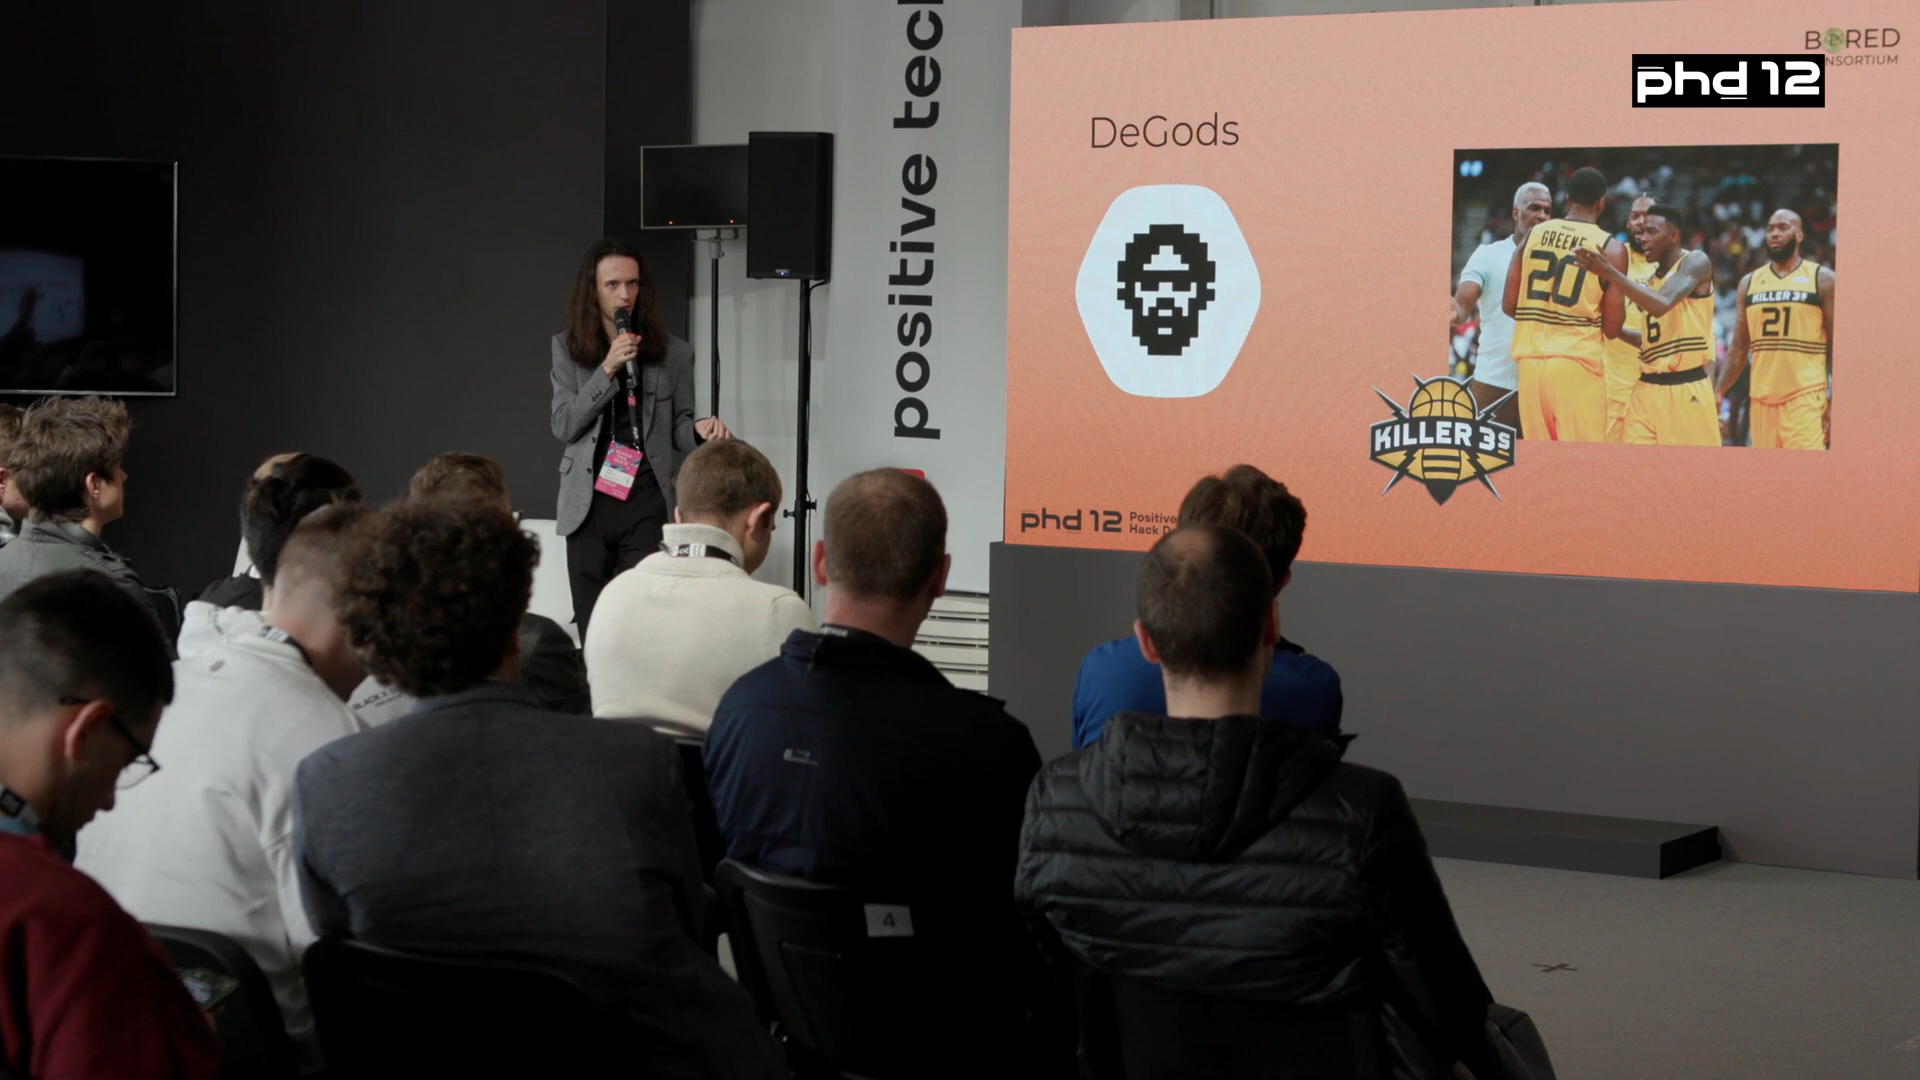 positive tec
BORED
NSORTIUM
phd 12
DeGods
GREENE
20
6
KILLER 3s
21
KILLER 3s
phd 12
Positive
Hack D
4